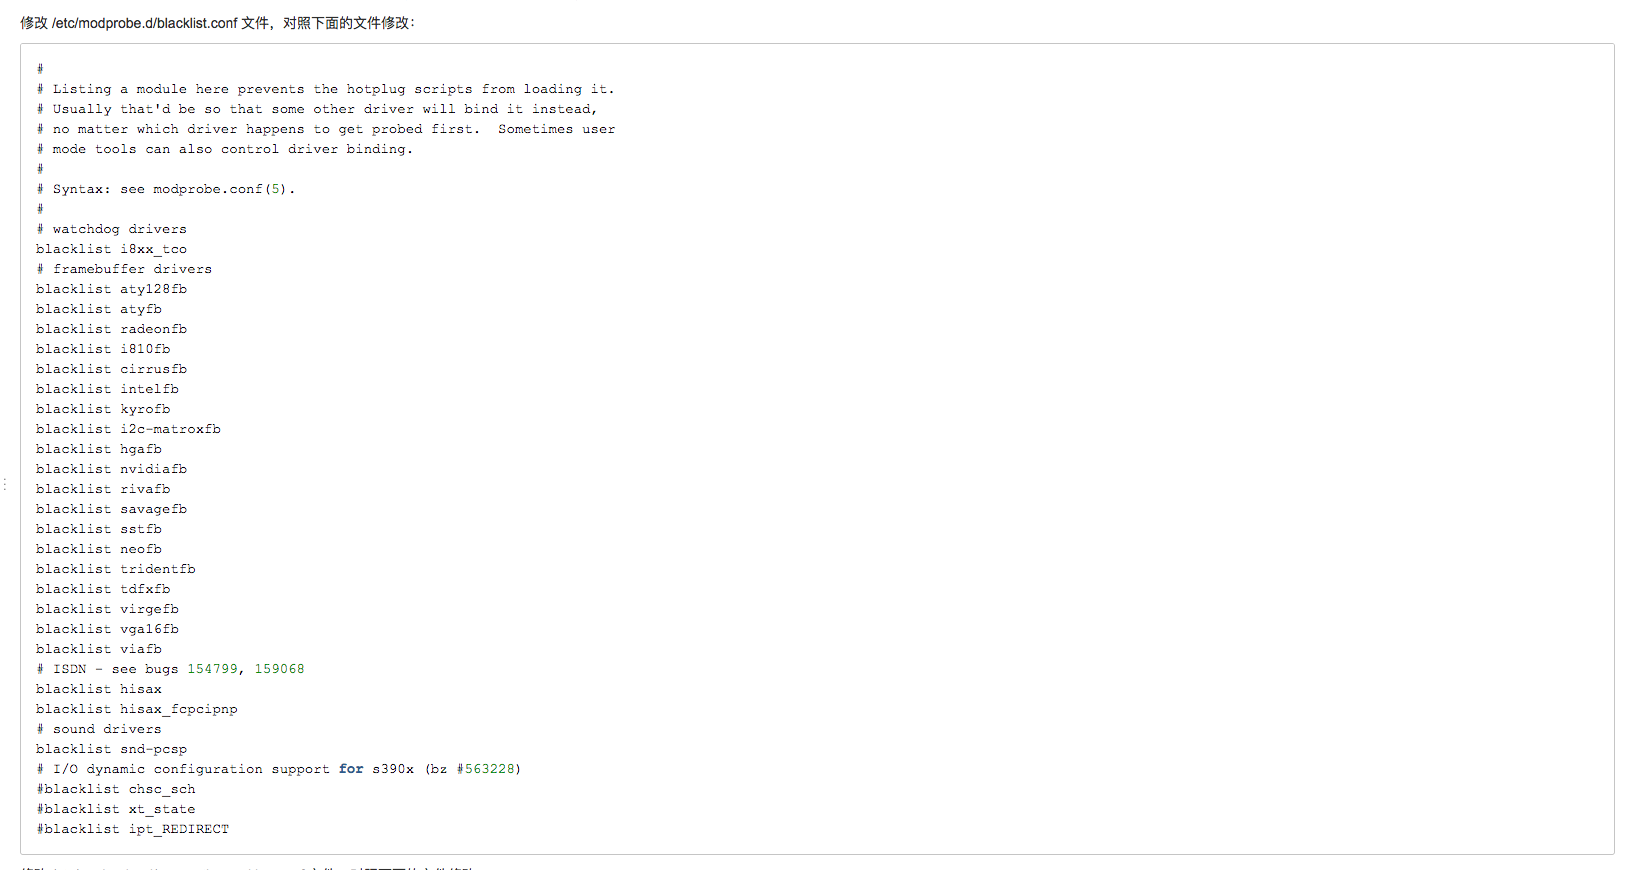 修改 /etc/modprobe.d/blacklist.conf 文件，对照下面的文件修改：
#
# Listing a module here prevents the hotplug scripts from loading it.
# Usually that'd be so that some other driver will bind it instead,
# no matter which driver happens to get probed first.  Sometimes user
# mode tools can also control driver binding.
#
# Syntax: see modprobe.conf(5).
#
# watchdog drivers
blacklist i8xx_tco
# framebuffer drivers
blacklist aty128fb
blacklist atyfb
blacklist radeonfb
blacklist i810fb
blacklist cirrusfb
blacklist intelfb
blacklist kyrofb
blacklist i2c-matroxfb
blacklist hgafb
blacklist nvidiafb
blacklist rivafb
blacklist savagefb
blacklist sstfb
blacklist neofb
blacklist tridentfb
blacklist tdfxfb
blacklist virgefb
blacklist vga16fb
blacklist viafb
# ISDN - see bugs 154799, 159068
blacklist hisax
blacklist hisax_fcpcipnp
# sound drivers
blacklist snd-pcsp
# I/O dynamic configuration support for s390x (bz #563228)
#blacklist chsc_sch
#blacklist xt_state
#blacklist ipt_REDIRECT